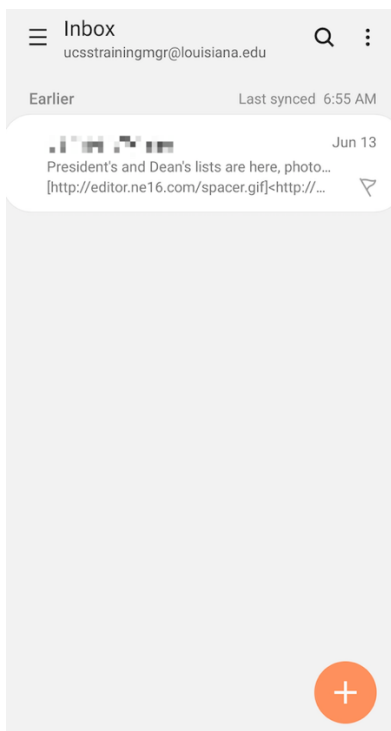 Inbox
ucsstrainingmgr@louisiana.edu
Earlier
Last synced 6:55 AM
Jun 13
President's and Dean's lists are here, photo...
[http://editor.ne16.com/spacer.gif]<http://...